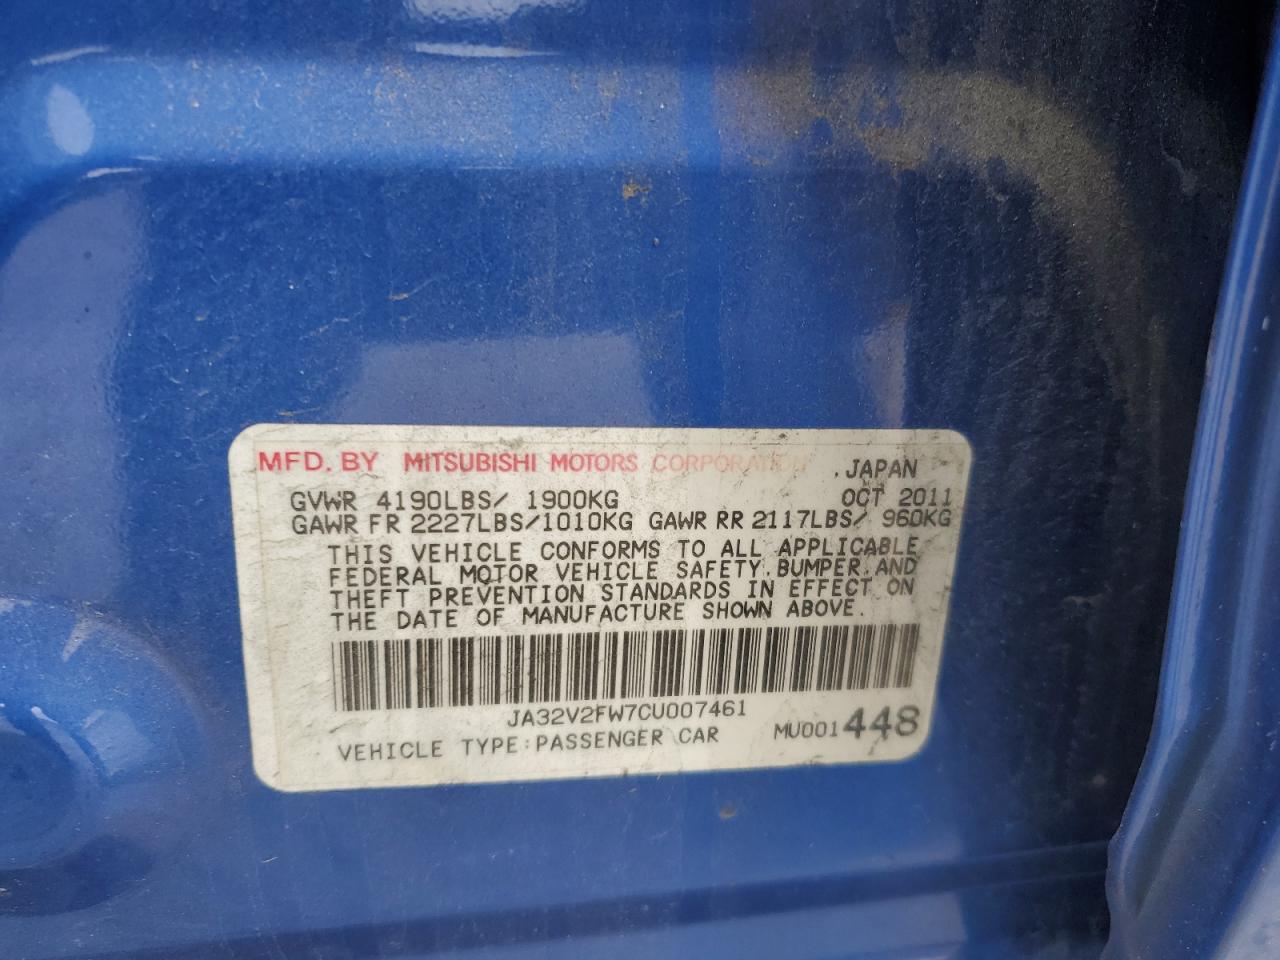 MFD. BY MITSUBISHI MOTORS CORPORATION, JAPAN
GVWR 4190LBS/ 1900KG OCT 2011
GAWR FR 2227LBS/1010KG GAWR RR 2117LBS/ 960KG
THIS VEHICLE CONFORMS TO ALL APPLICABLE
FEDERAL MOTOR VEHICLE SAFETY, BUMPER, AND
THEFT PREVENTION STANDARDS IN EFFECT ON
THE DATE OF MANUFACTURE SHOWN ABOVE.
JA32V2FW7CU007461
VEHICLE TYPE:PASSENGER CAR MU001448